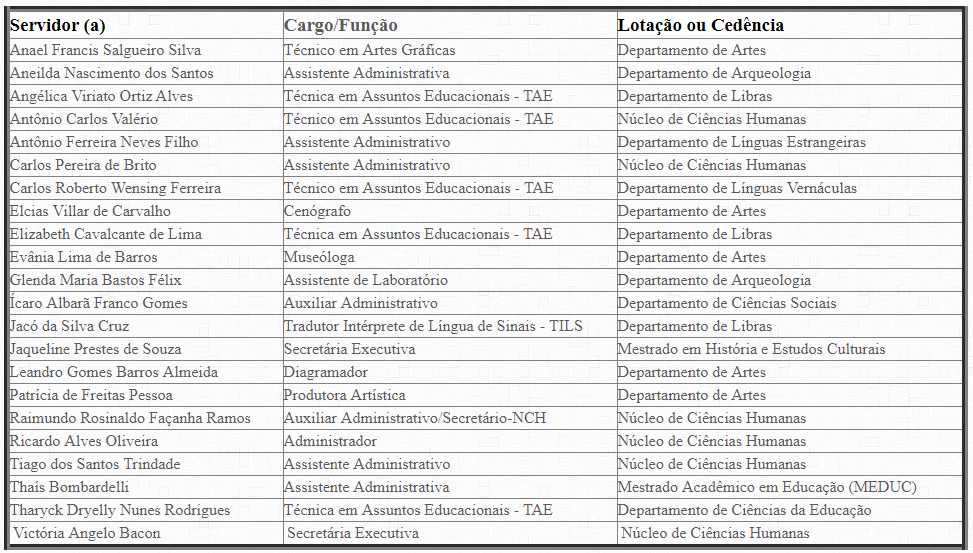 Servidor (a) Cargo/Função Lotação ou Cedência
Anael Francis Salgueiro Silva Técnico em Artes Gráficas Departamento de Artes
Aneilda Nascimento dos Santos Assistente Administrativa Departamento de Arqueologia
Angélica Viriato Ortiz Alves Técnica em Assuntos Educacionais - TAE Departamento de Libras
Antônio Carlos Valério Técnico em Assuntos Educacionais - TAE Núcleo de Ciências Humanas
Antônio Ferreira Neves Filho Assistente Administrativo Departamento de Línguas Estrangeiras
Carlos Pereira de Brito Assistente Administrativo Núcleo de Ciências Humanas
Carlos Roberto Wensing Ferreira Técnico em Assuntos Educacionais - TAE Departamento de Línguas Vernáculas
Elcias Villar de Carvalho Cenógrafo Departamento de Artes
Elizabeth Cavalcante de Lima Técnica em Assuntos Educacionais - TAE Departamento de Libras
Evânia Lima de Barros Museóloga Departamento de Artes
Glenda Maria Bastos Félix Assistente de Laboratório Departamento de Arqueologia
Ícaro Albarã Franco Gomes Auxiliar Administrativo Departamento de Ciências Sociais
Jacó da Silva Cruz Tradutor Intérprete de Língua de Sinais - TILS Departamento de Libras
Jaqueline Prestes de Souza Secretária Executiva Mestrado em História e Estudos Culturais
Leandro Gomes Barros Almeida Diagramador Departamento de Artes
Patrícia de Freitas Pessoa Produtora Artística Departamento de Artes
Raimundo Rosinaldo Façanha Ramos Auxiliar Administrativo/Secretário-NCH Núcleo de Ciências Humanas
Ricardo Alves Oliveira Administrador Núcleo de Ciências Humanas
Tiago dos Santos Trindade Assistente Administrativo Núcleo de Ciências Humanas
Thaís Bombardelli Assistente Administrativa Mestrado Acadêmico em Educação (MEDUC)
Tharyck Dryelly Nunes Rodrigues Técnica em Assuntos Educacionais - TAE Departamento de Ciências da Educação
Victória Angelo Bacon Secretária Executiva Núcleo de Ciências Humanas